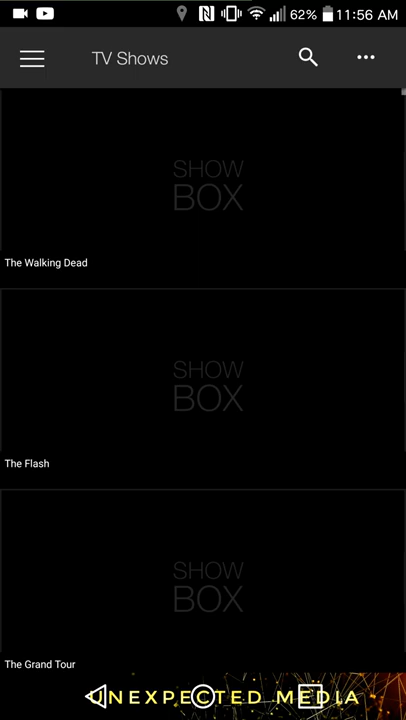 62% 11:56 AM
TV Shows
SHOW
BOX
The Walking Dead
SHOW
BOX
The Flash
SHOW
BOX
The Grand Tour
UNEXPECTED MEDIA